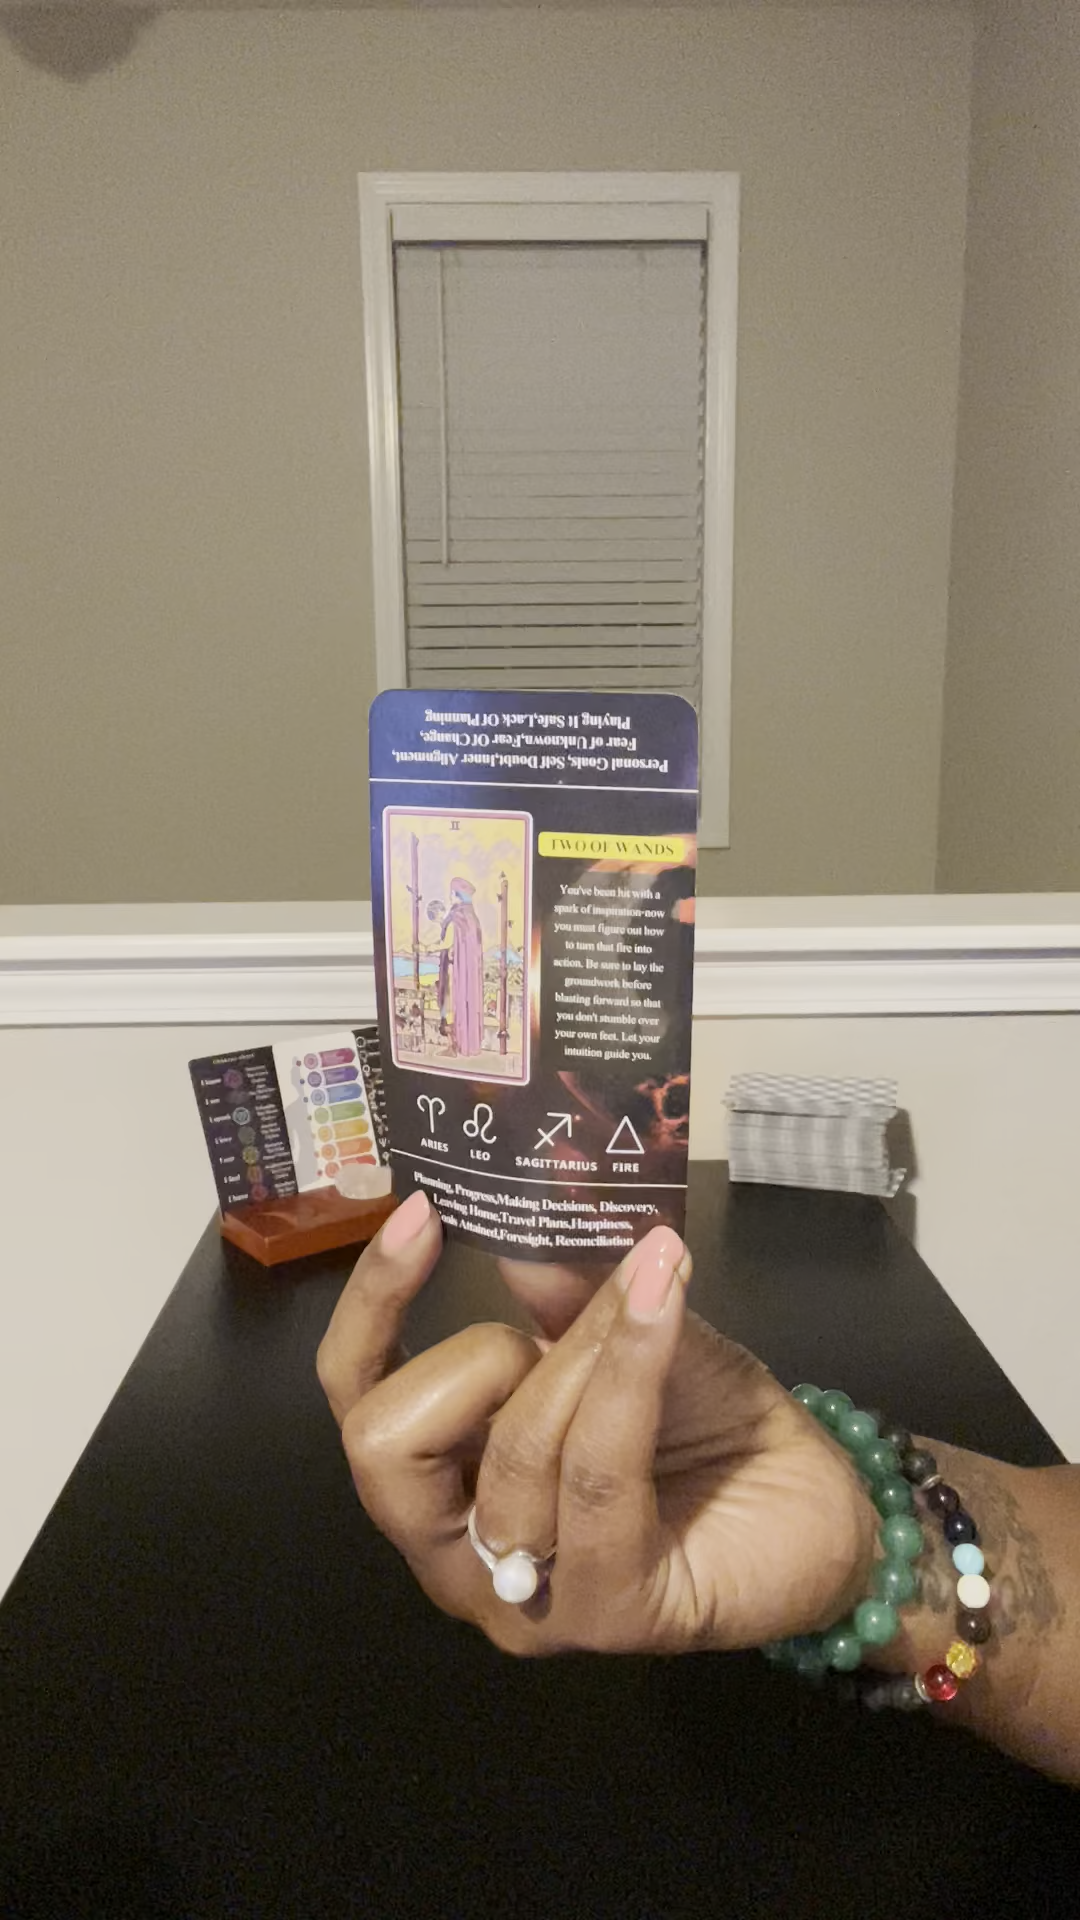 Personal Goals, Self Doubt,Inner Alignment,
Fear of Unknown,Fear Of Change,
Playing It Safe,Lack Of Planning
II
TWO OF WANDS
You've been hit with a
spark of inspiration-now
you must figure out how
to turn that fire into
action. Be sure to lay the
groundwork before
blasting forward so that
you don't stumble over
your own feet. Let your
intuition guide you.
ARIES
LEO
SAGITTARIUS
FIRE
Planning, Progress,Making Decisions, Discovery,
Leaving Home,Travel Plans,Happiness,
Attained,Foresight, Reconciliation